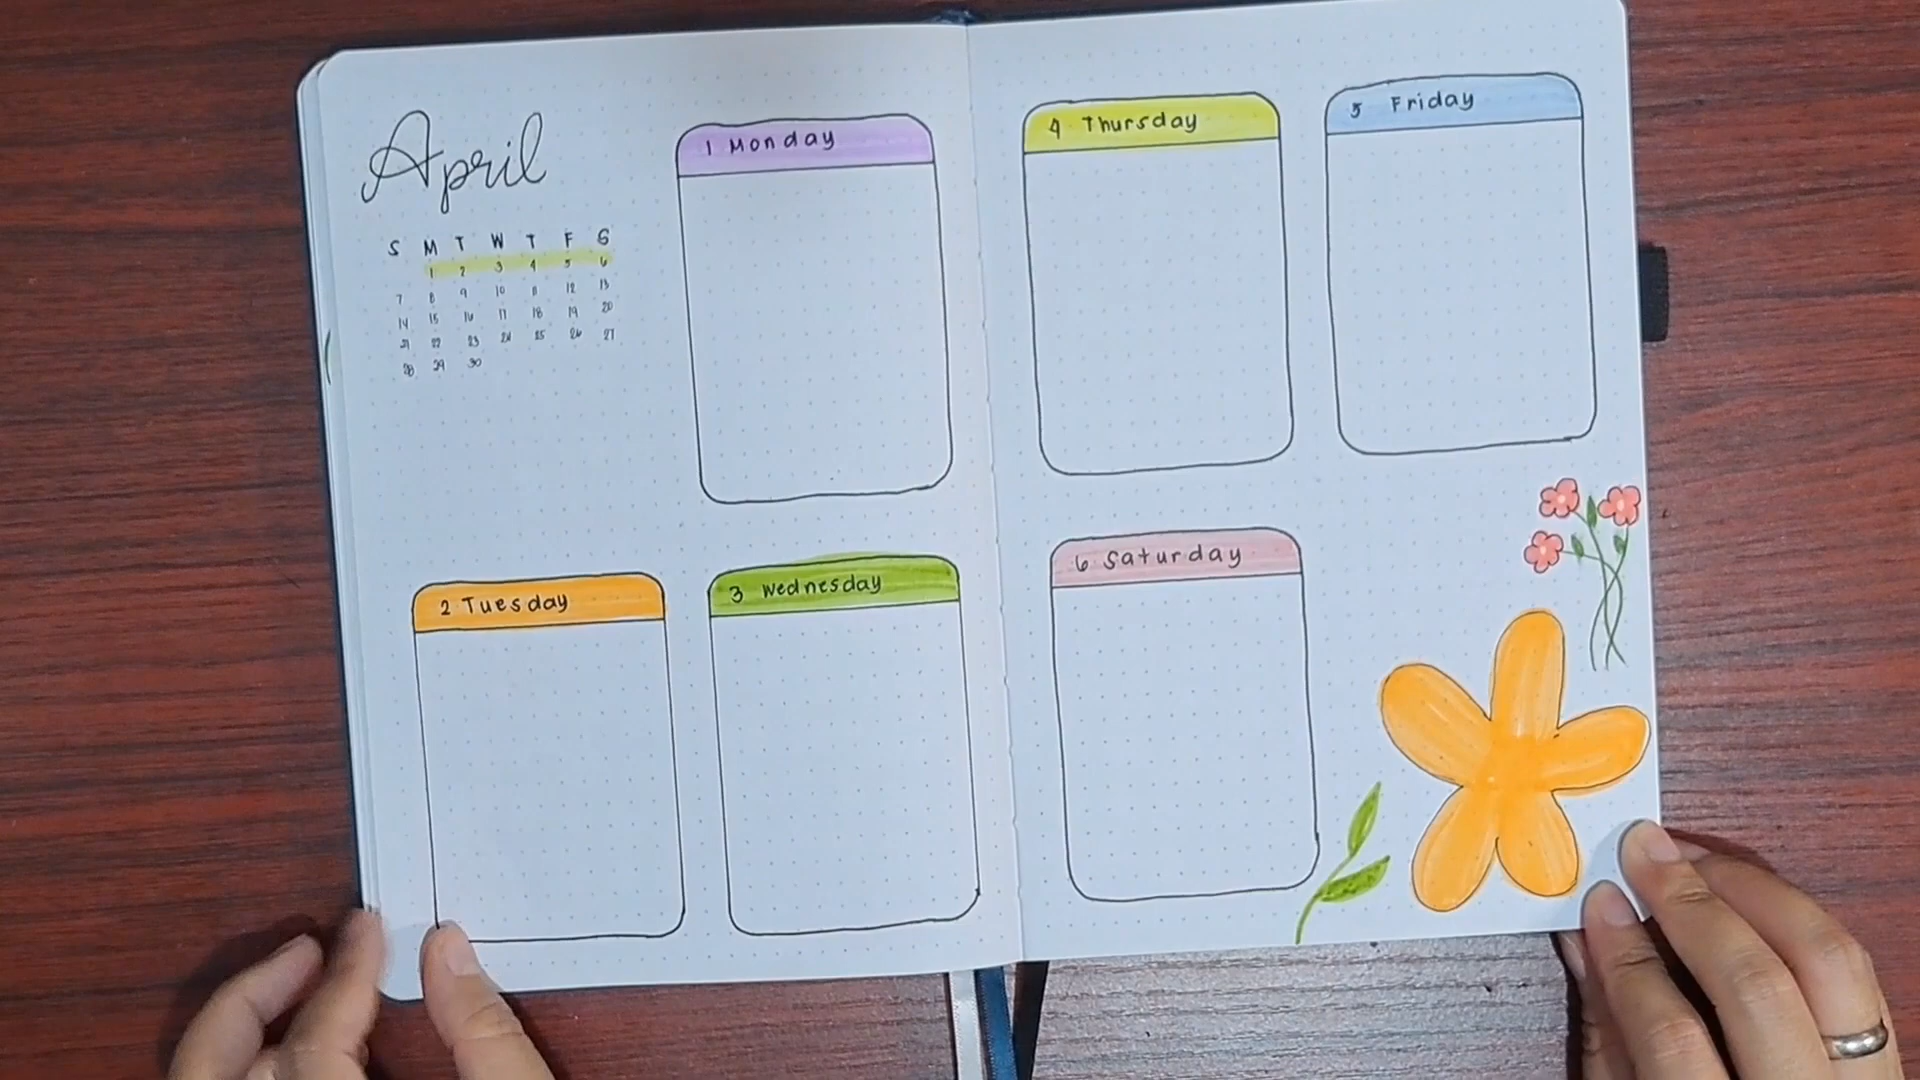 April
S M T W T F S
1 2 3 4 5 6
7 8 9 10 11 12 13
14 15 16 17 18 19 20
21 22 23 24 25 26 27
28 29 30
1 Monday
2 Tuesday
3 Wednesday
4 Thursday
5 Friday
6 Saturday